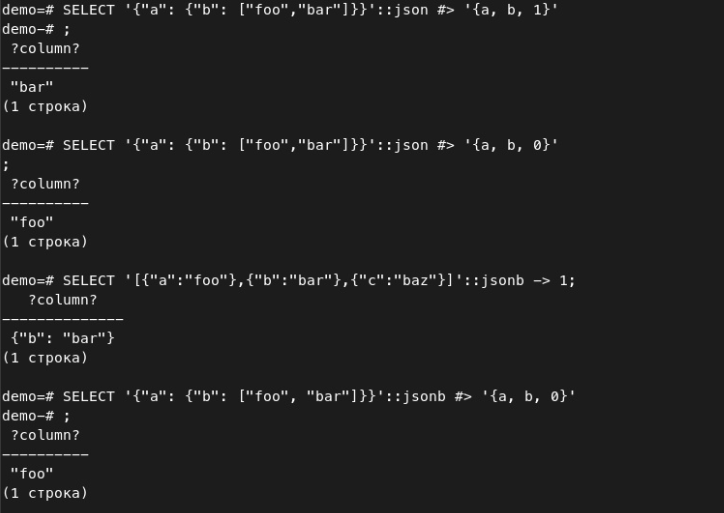 demo=# SELECT '{"a": {"b": ["foo","bar"]}}'::json #> '{a, b, 1}'
demo-# ;
?column?
----------
"bar"
(1 строка)
demo=# SELECT '{"a": {"b": ["foo","bar"]}}'::json #> '{a, b, 0}'
;
?column?
----------
"foo"
(1 строка)
demo=# SELECT '[{"a":"foo"},{"b":"bar"},{"c":"baz"}]'::jsonb -> 1;
?column?
--------------
{"b": "bar"}
(1 строка)
demo=# SELECT '{"a": {"b": ["foo", "bar"]}}'::jsonb #> '{a, b, 0}'
demo-# ;
?column?
----------
"foo"
(1 строка)